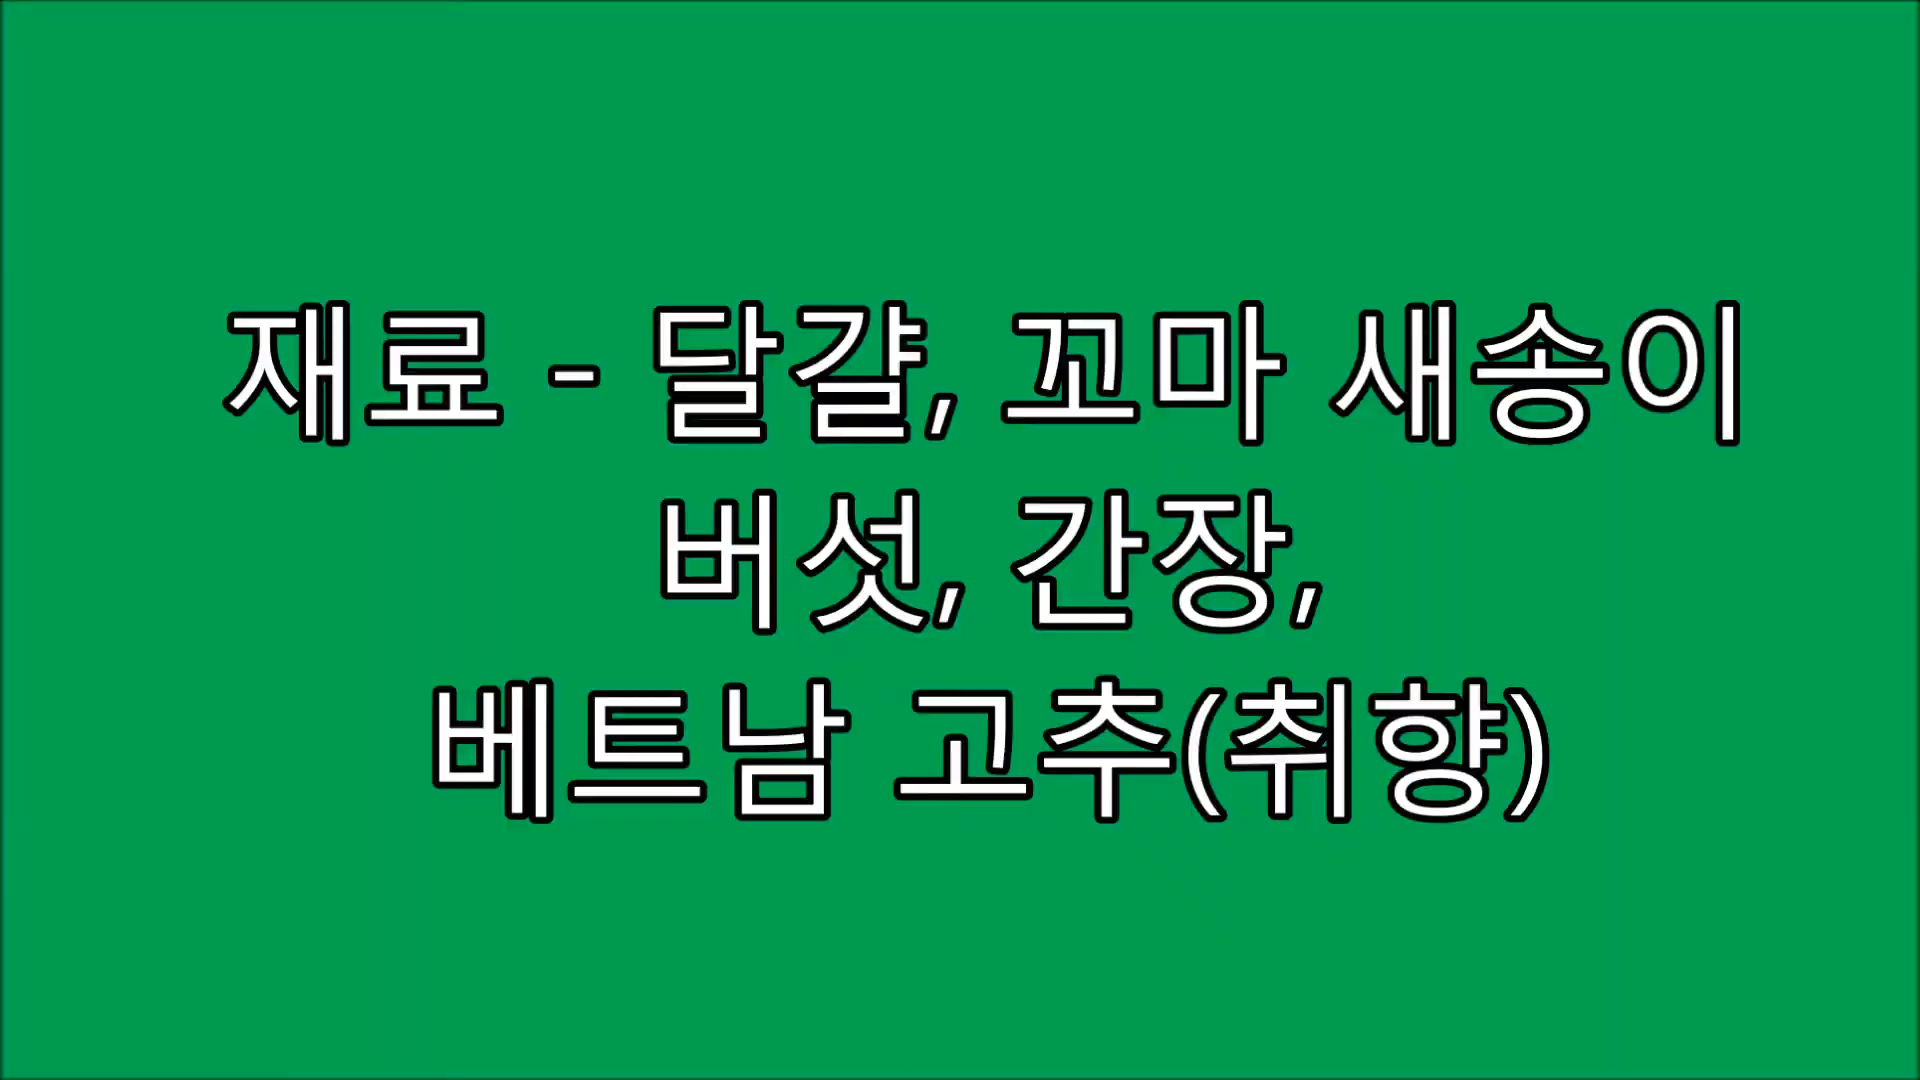 재료 - 달걀, 꼬마 새송이
버섯, 간장,
베트남 고추(취향)